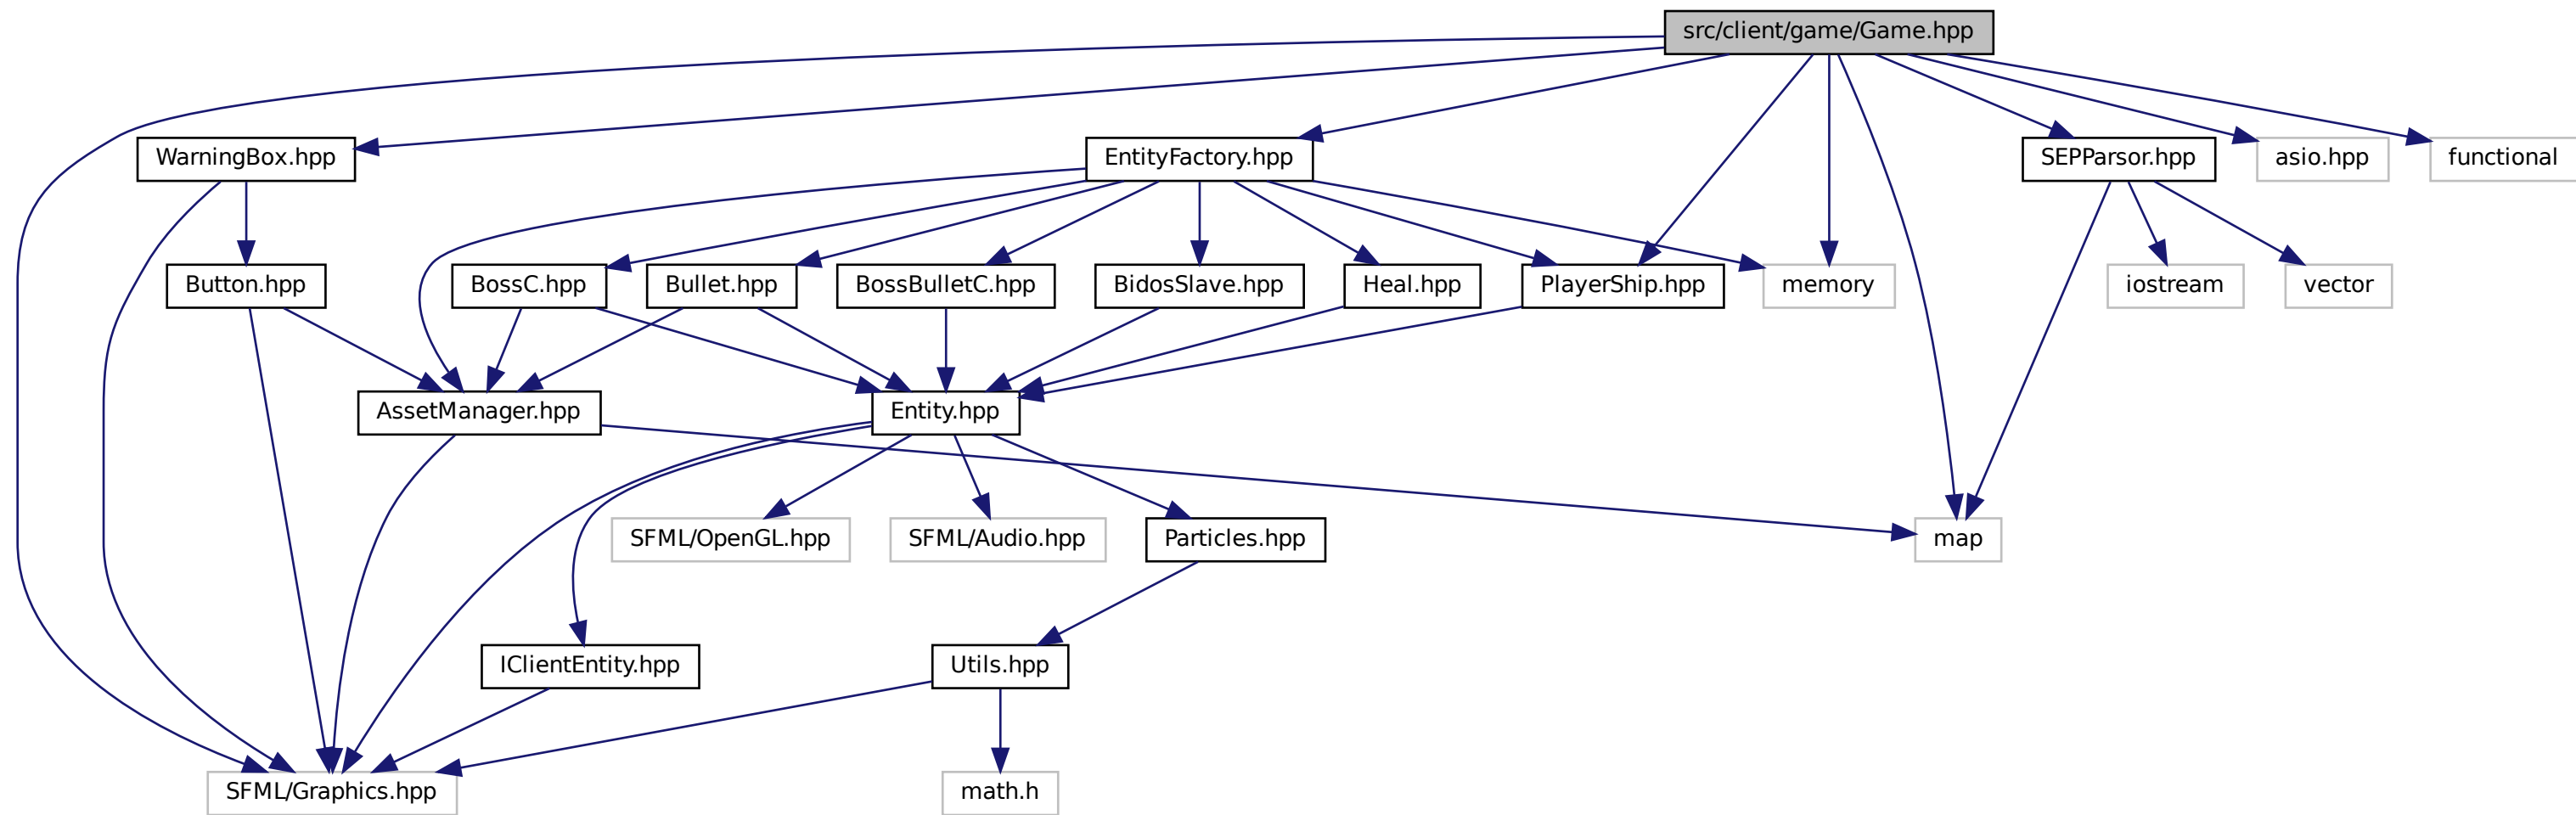 src/client/game/Game.hpp
WarningBox.hpp
EntityFactory.hpp
SEPParsor.hpp
asio.hpp
functional
Button.hpp
BossC.hpp
Bullet.hpp
BossBulletC.hpp
BidosSlave.hpp
Heal.hpp
PlayerShip.hpp
memory
iostream
vector
AssetManager.hpp
Entity.hpp
SFML/OpenGL.hpp
SFML/Audio.hpp
Particles.hpp
map
IClientEntity.hpp
Utils.hpp
SFML/Graphics.hpp
math.h